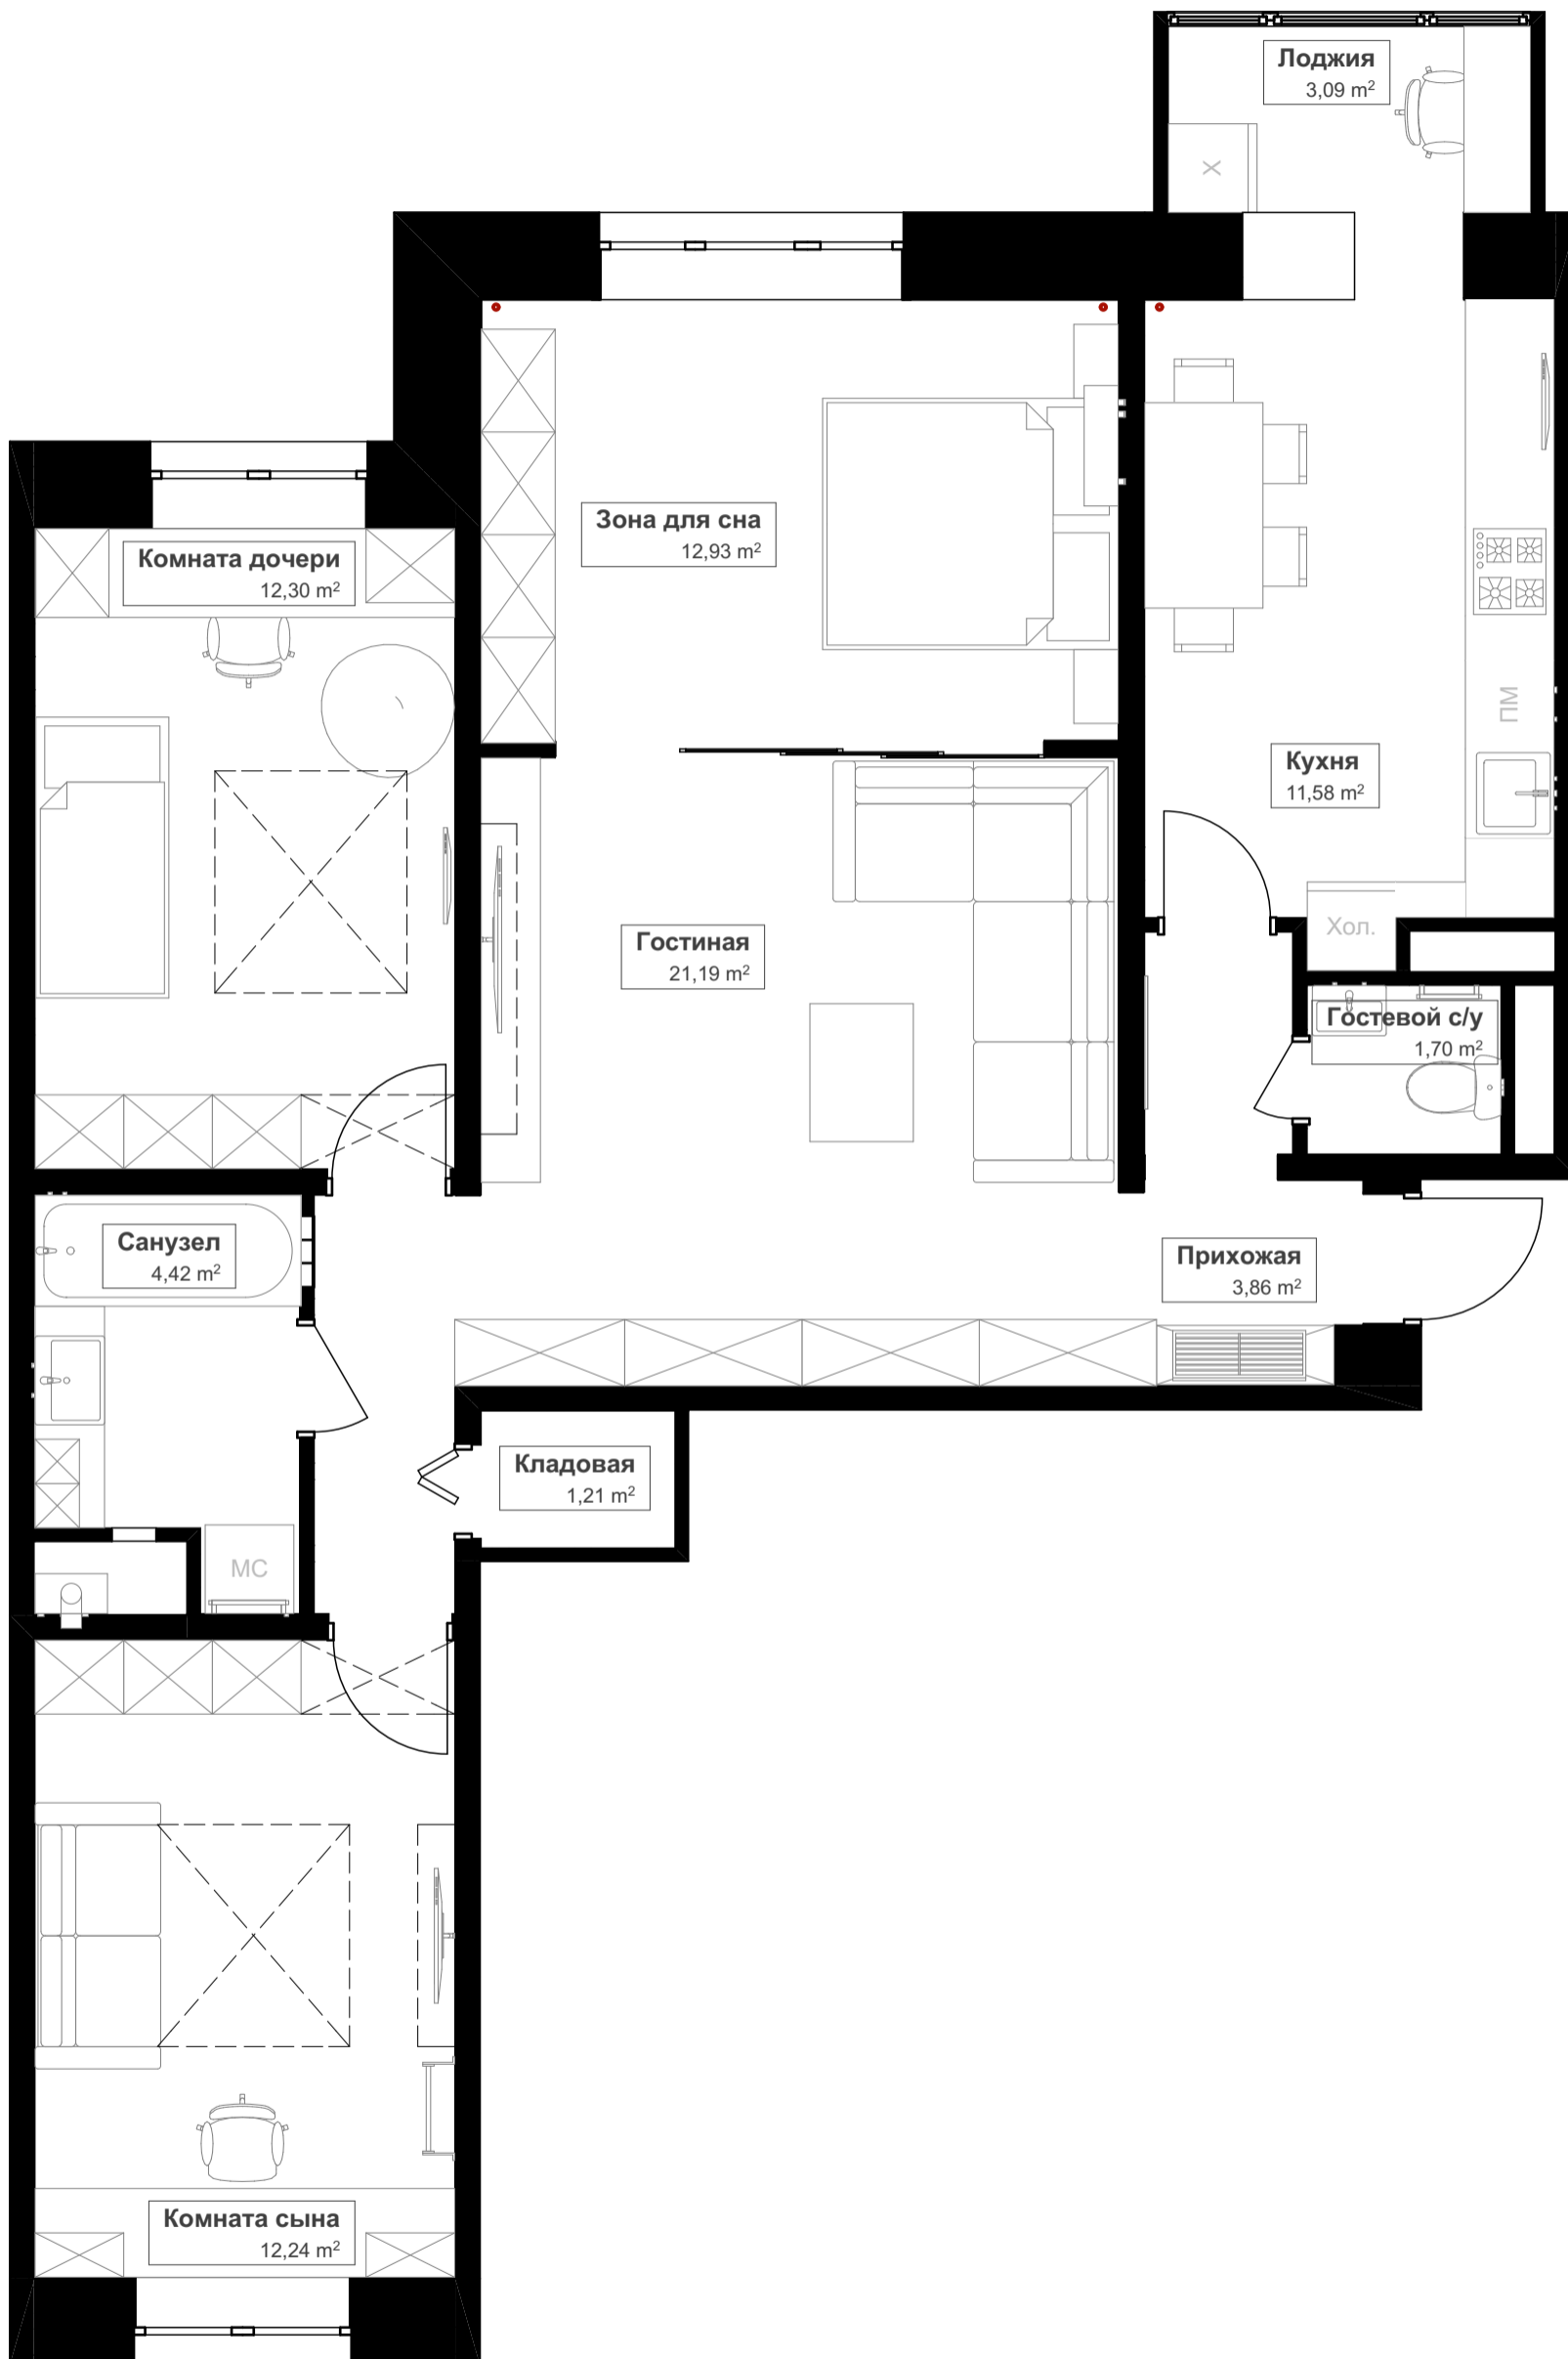 Лоджия
3,09 m²
X
Зона для сна
12,93 m²
Комната дочери
12,30 m²
ПМ
Кухня
11,58 m²
Хол.
Гостиная
21,19 m²
Гостевой с/у
1,70 m²
Санузел
4,42 m²
Прихожая
3,86 m²
Кладовая
1,21 m²
МС
Комната сына
12,24 m²